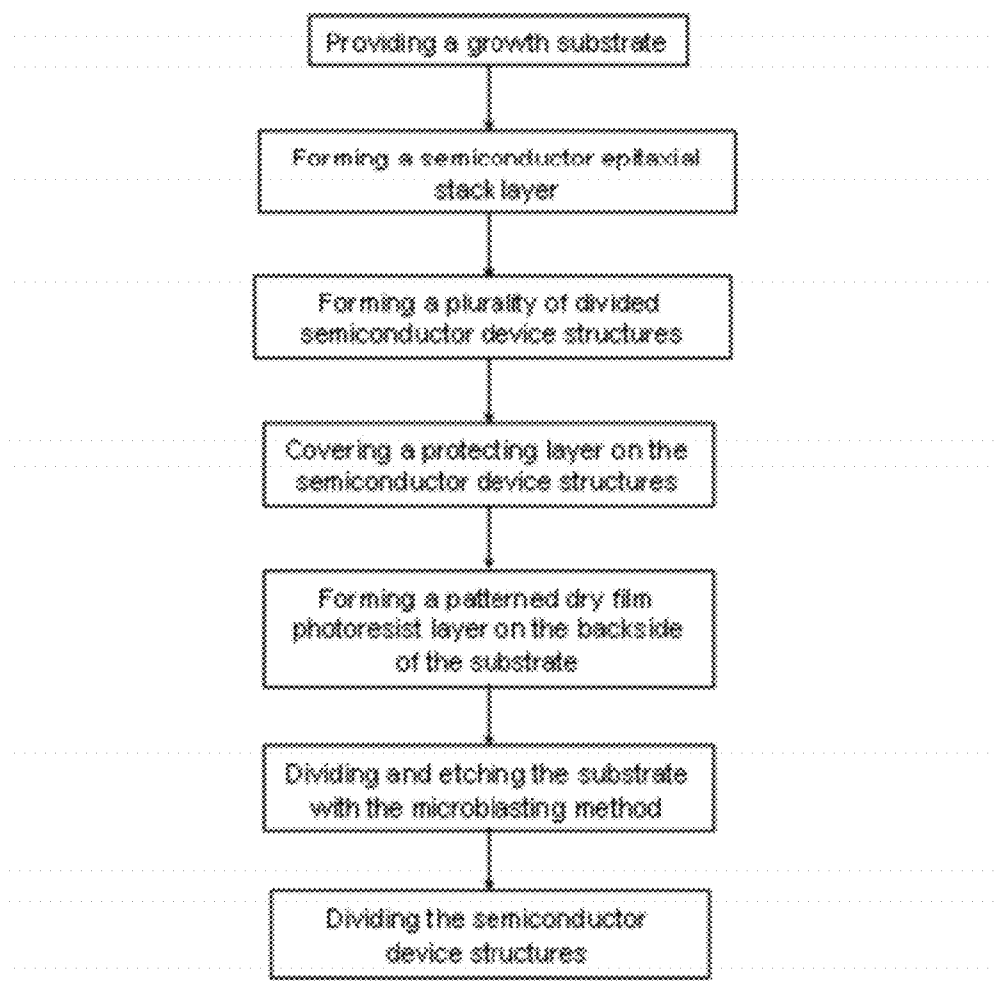 Providing a growth substrate
Forming a semiconductor epitaxial
stack layer
Forming a plurality of divided
semiconductor device structures
Covering a protecting layer on the
semiconductor device structures
Forming a patterned dry film
photoresist layer on the backside
of the substrate
Dividing and etching the substrate
with the microblasting method
Dividing the semiconductor
device structures